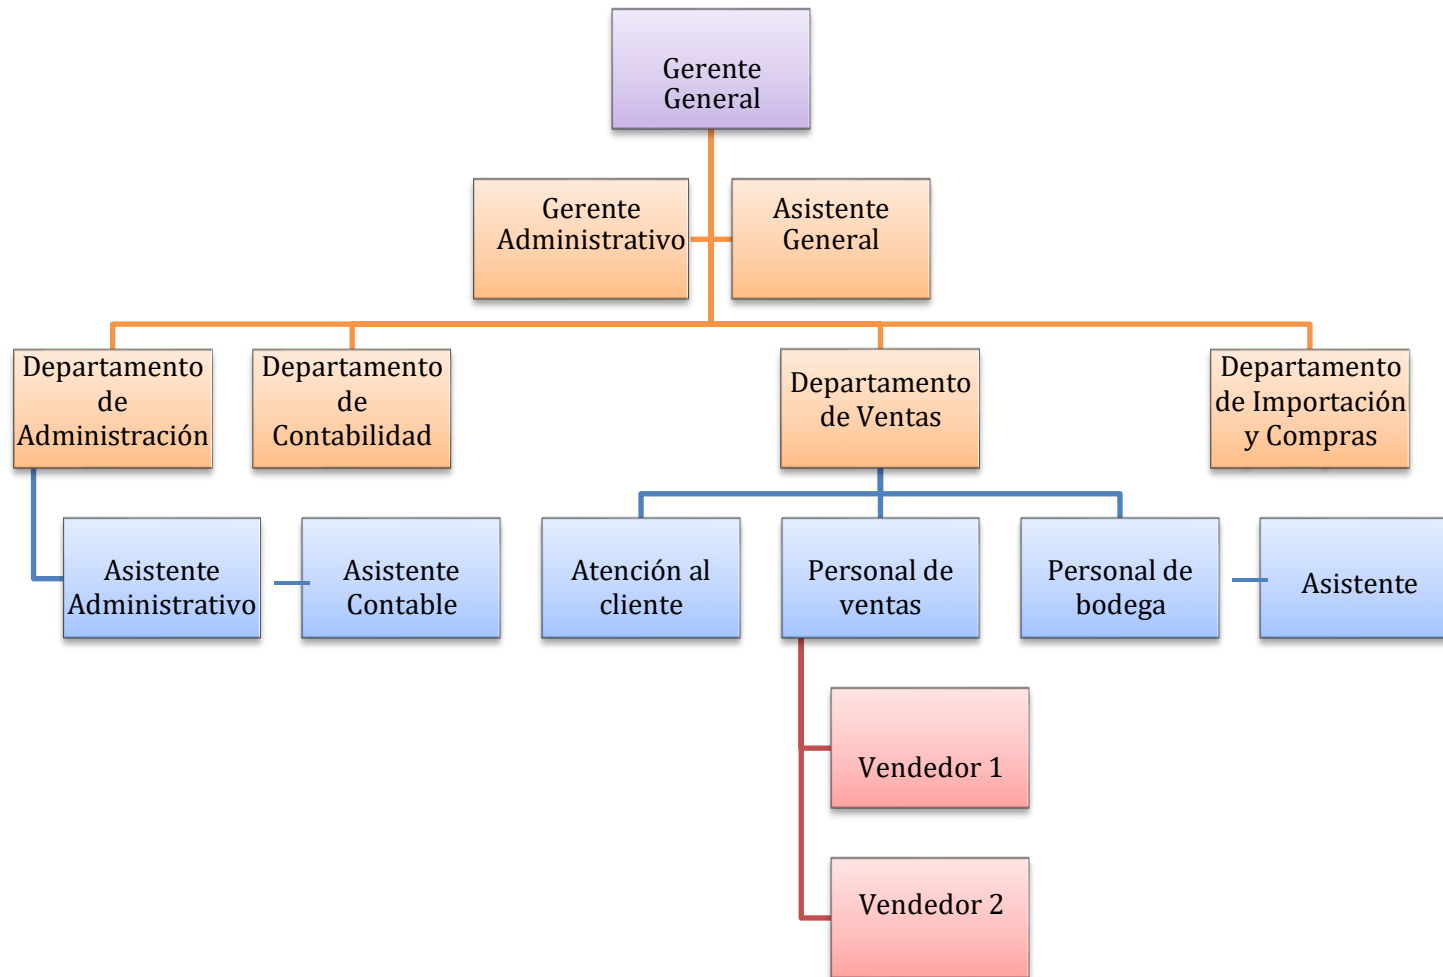 Gerente
General
Gerente
Administrativo
Asistente
General
Departamento
de
Administración
Departamento
de
Contabilidad
Departamento
de Ventas
Departamento
de Importación
y Compras
Asistente
Administrativo
Asistente
Contable
Atención al
cliente
Personal de
ventas
Personal de
bodega
Asistente
Vendedor 1
Vendedor 2